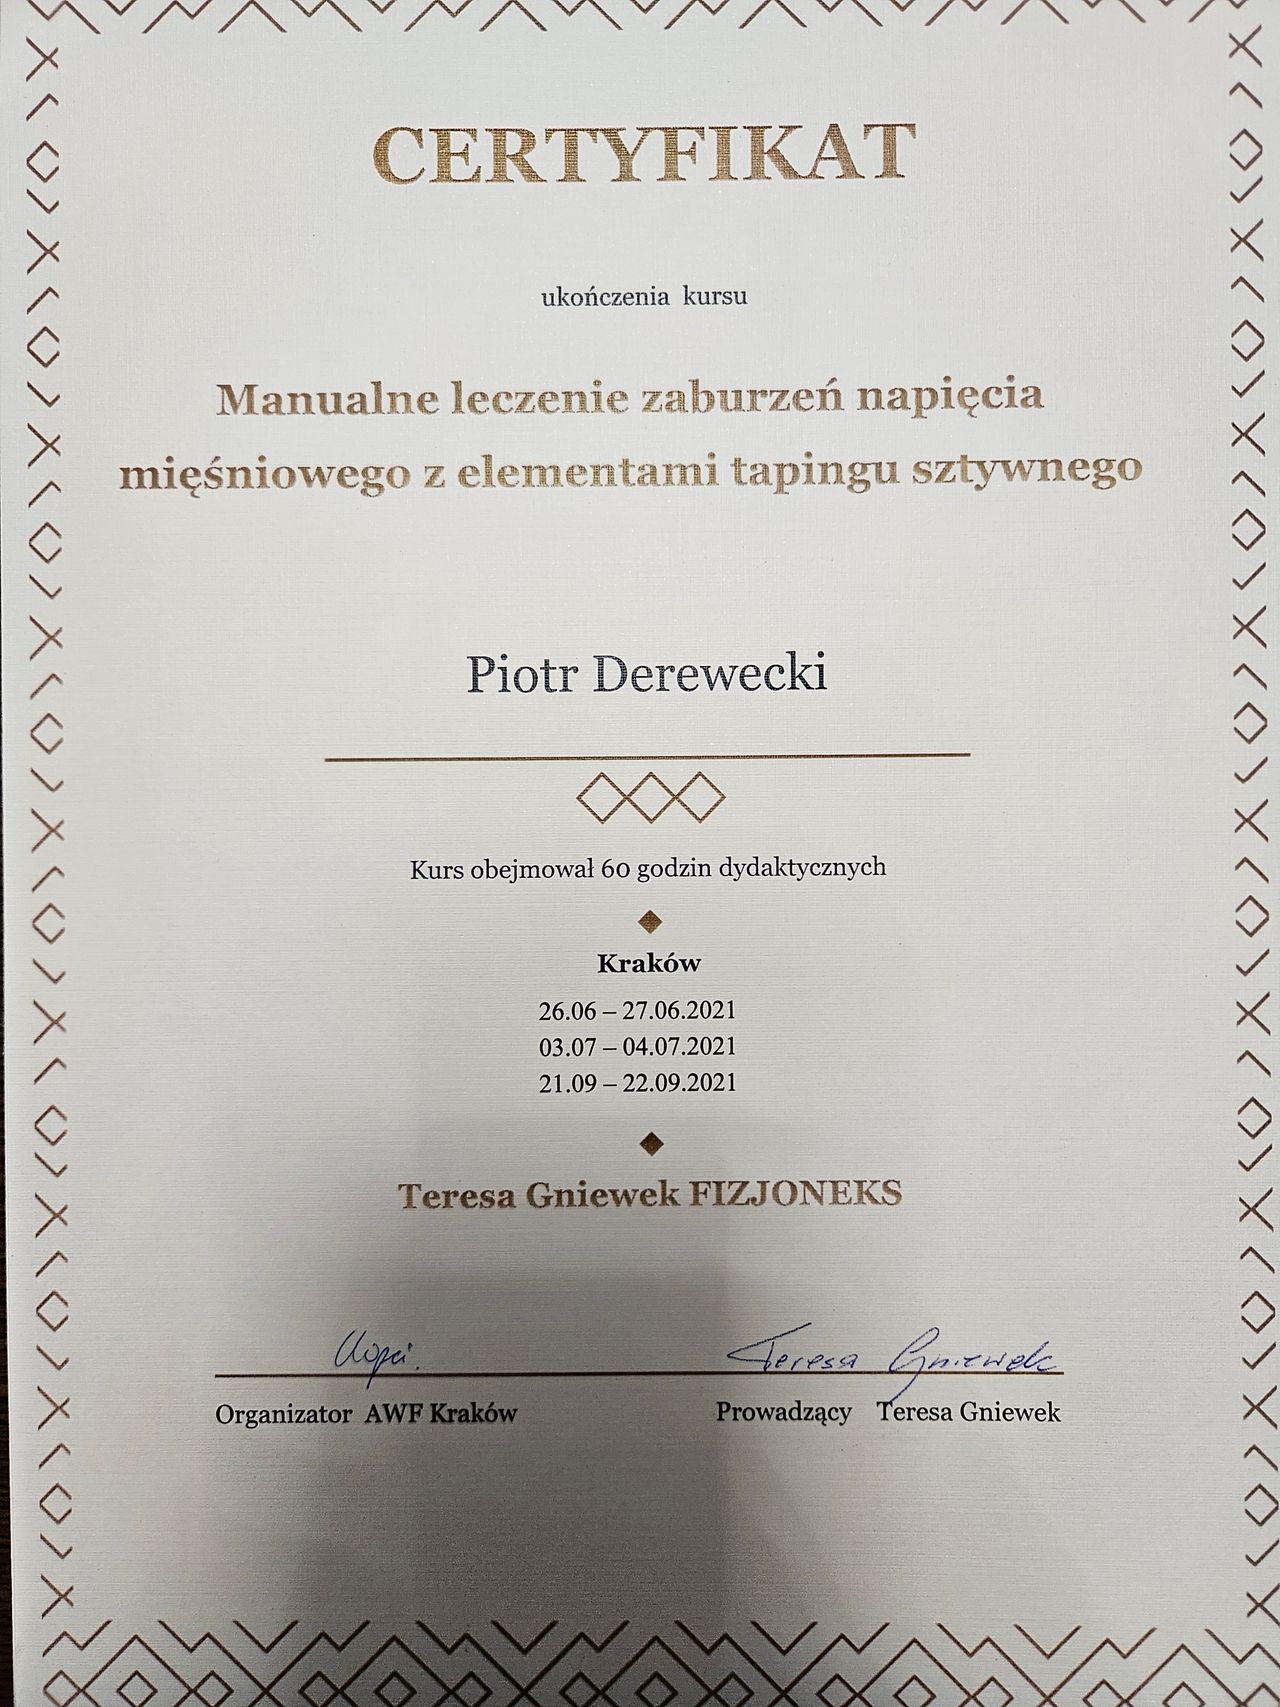 CERTYFIKAT
ukończenia kursu
Manualne leczenie zaburzeń napięcia
mięśniowego z elementami tapingu sztywnego
Piotr Derewecki
Kurs obejmował 60 godzin dydaktycznych
Kraków
26.06 – 27.06.2021
03.07 – 04.07.2021
21.09 – 22.09.2021
Teresa Gniewek FIZJONEKS
Teresa Gniewek
Organizator AWF Kraków
Prowadzący Teresa Gniewek